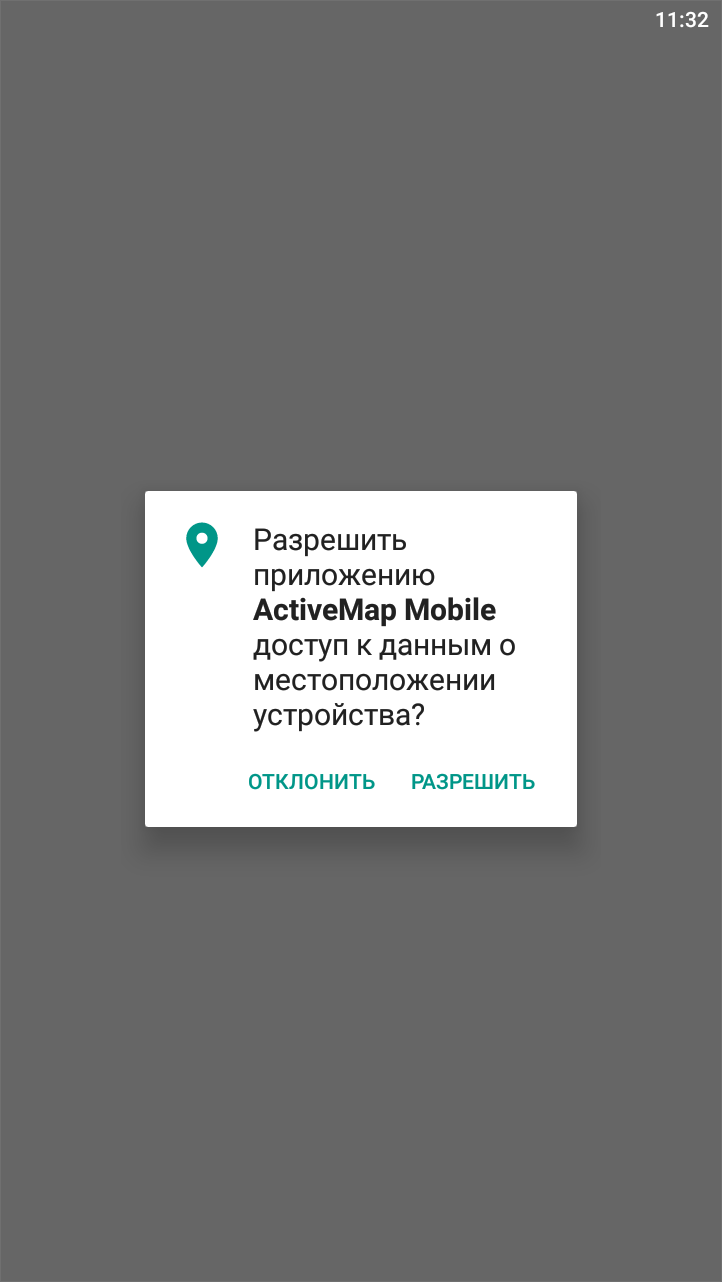 11:32
Разрешить
приложению
ActiveMap Mobile
доступ к данным о
местоположении
устройства?
ОТКЛОНИТЬ РАЗРЕШИТЬ